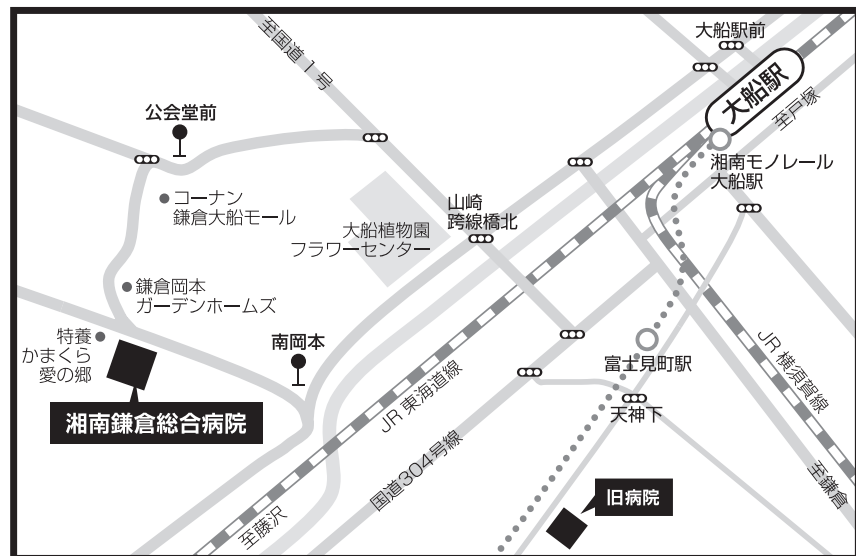 大船駅前
大船駅
至国道1号
至戸塚
公会堂前
湘南モノレール
大船駅
コーナン
鎌倉大船モール
山崎
跨線橋北
大船植物園
フラワーセンター
鎌倉岡本
ガーデンホームズ
特養
かまくら
愛の郷
南岡本
富士見町駅
JR横須賀線
JR東海道線
湘南鎌倉総合病院
天神下
国道304号線
至鎌倉
旧病院
至藤沢